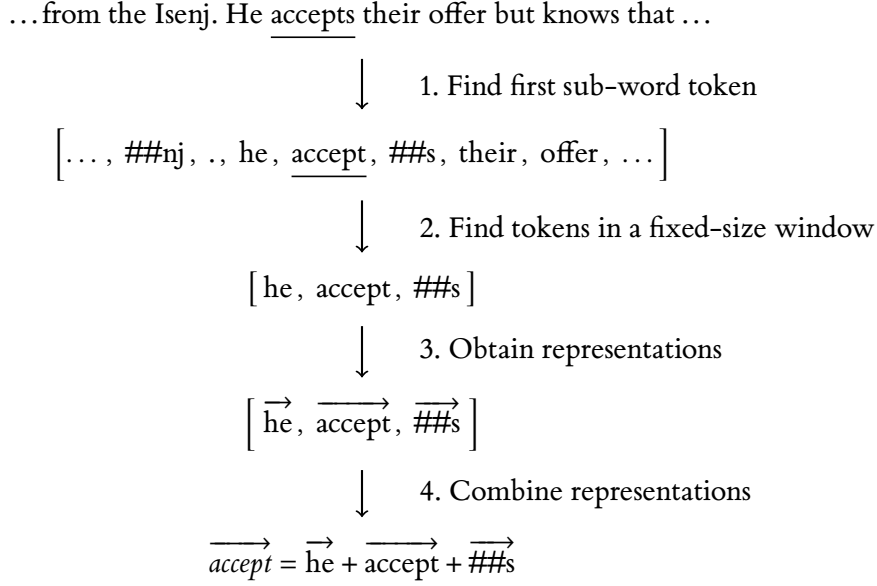 …from the Isenj. He accepts their offer but knows that …
1. Find first sub-word token
[… , ##nj, ., he, accept, ##s, their, offer, …]
2. Find tokens in a fixed-size window
[he, accept, ##s]
3. Obtain representations
[he, accept, ##s]
4. Combine representations
accept = he + accept + ##s